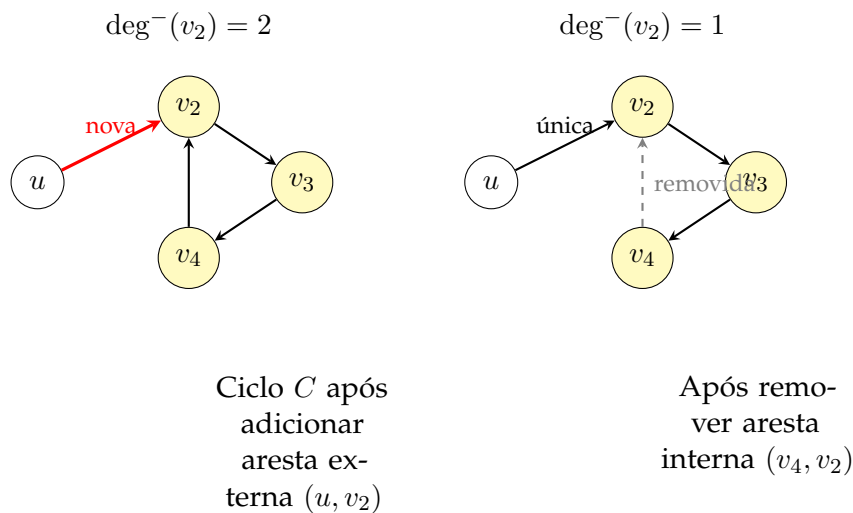 deg⁻(v₂) = 2
deg⁻(v₂) = 1
nova
u
v₂
v₃
v₄
única
u
v₂
removida
v₃
v₄
Ciclo C após
adicionar
aresta ex-
terna (u, v₂)
Após remo-
ver aresta
interna (v₄, v₂)